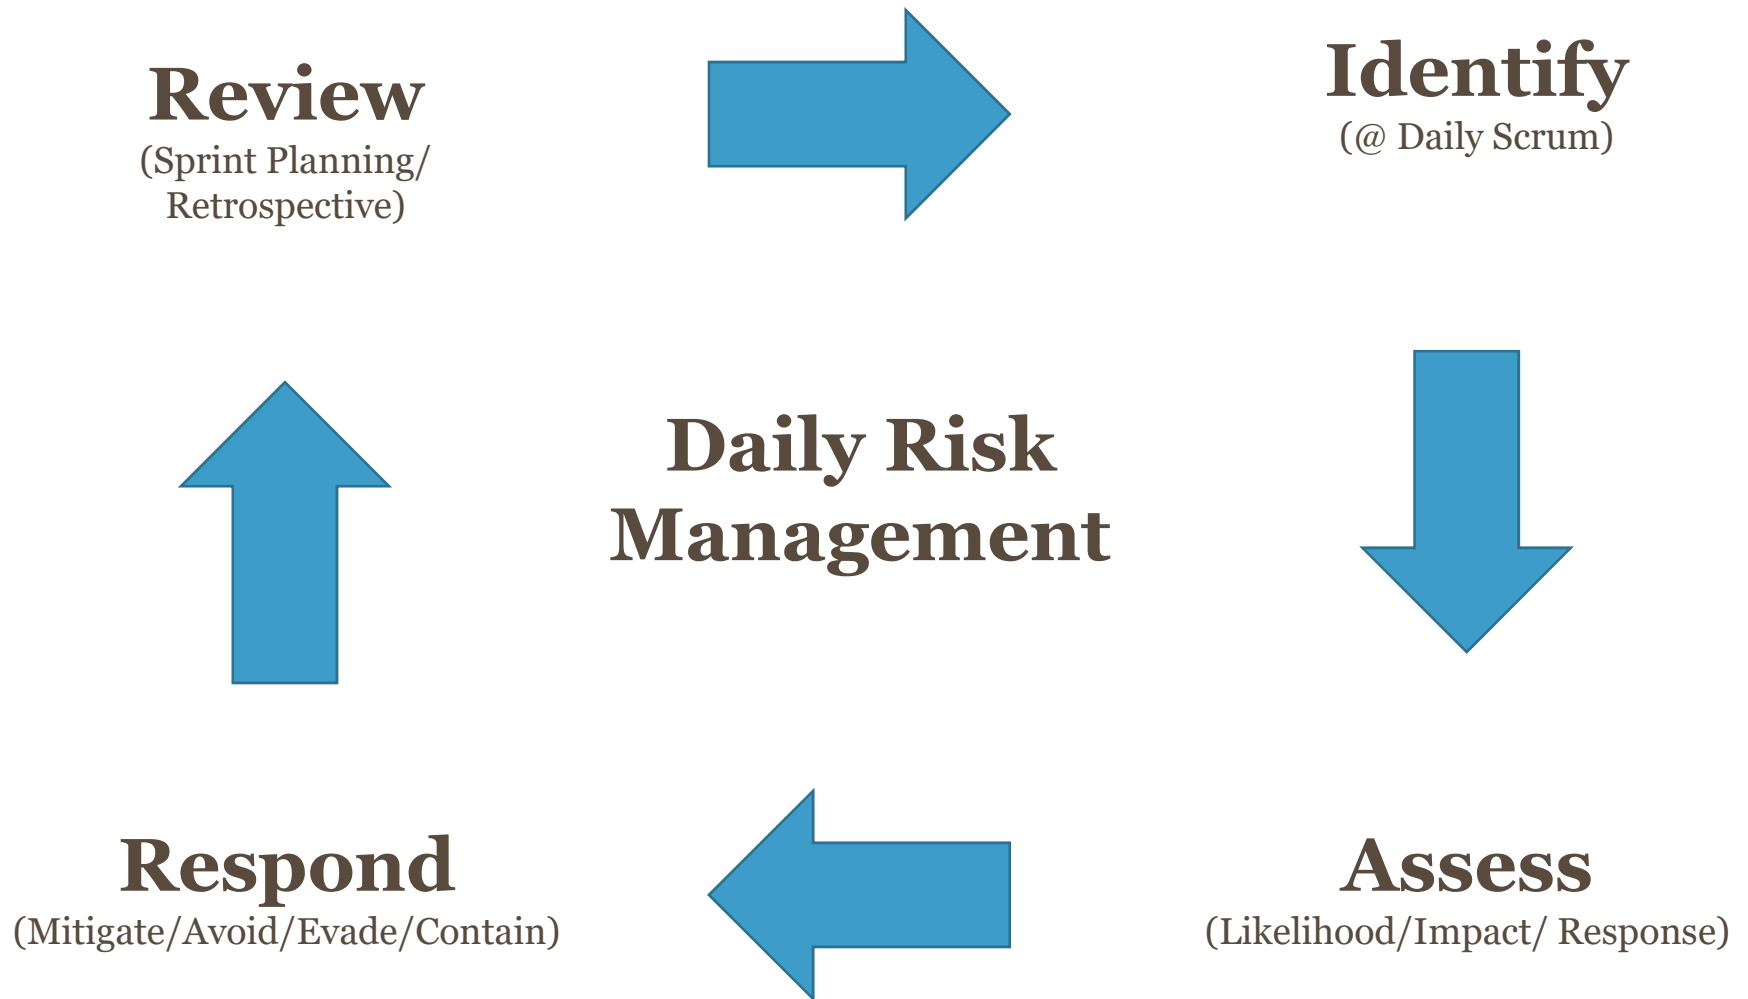 Review
(Sprint Planning/
Retrospective)
Identify
(@ Daily Scrum)
Daily Risk
Management
Respond
(Mitigate/Avoid/Evade/Contain)
Assess
(Likelihood/Impact/ Response)